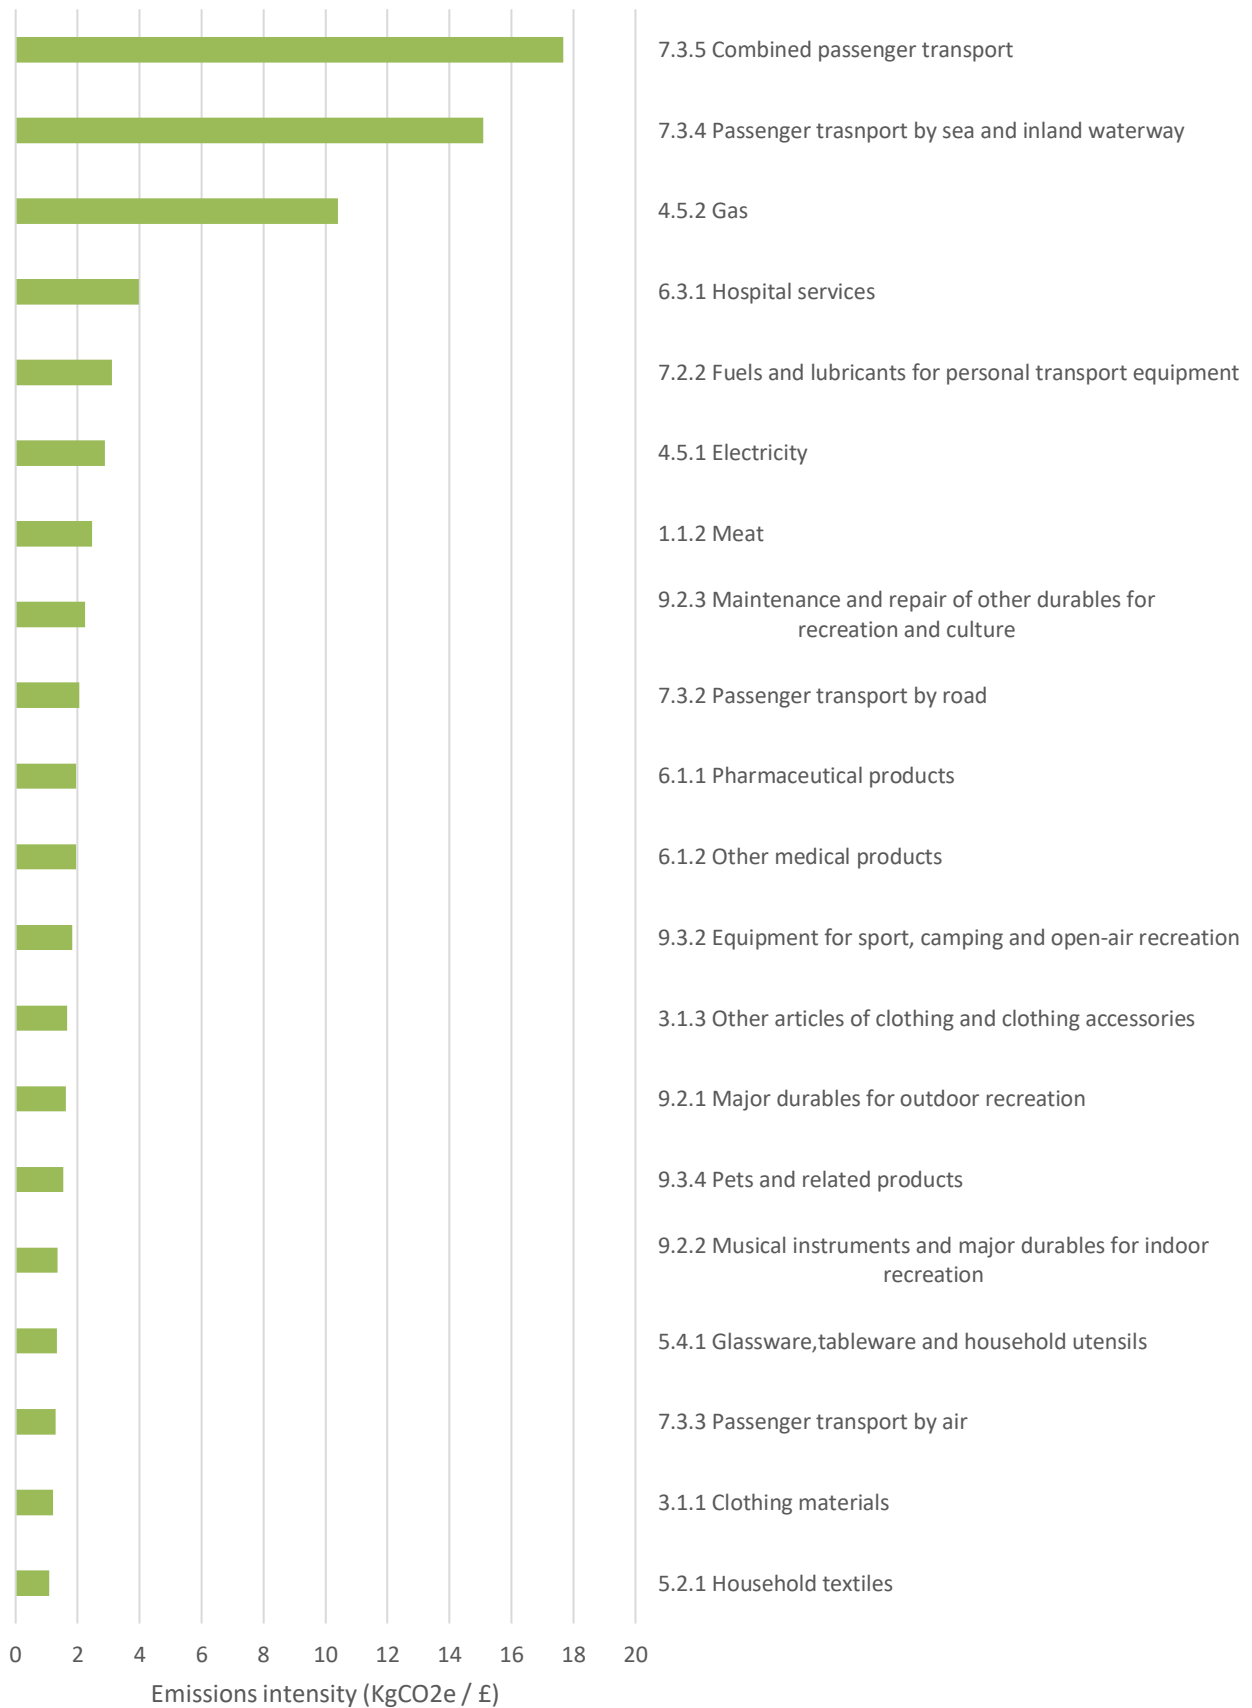 7.3.5 Combined passenger transport
7.3.4 Passenger trasnport by sea and inland waterway
4.5.2 Gas
6.3.1 Hospital services
7.2.2 Fuels and lubricants for personal transport equipment
4.5.1 Electricity
1.1.2 Meat
9.2.3 Maintenance and repair of other durables for
recreation and culture
7.3.2 Passenger transport by road
6.1.1 Pharmaceutical products
6.1.2 Other medical products
9.3.2 Equipment for sport, camping and open-air recreation
3.1.3 Other articles of clothing and clothing accessories
9.2.1 Major durables for outdoor recreation
9.3.4 Pets and related products
9.2.2 Musical instruments and major durables for indoor
recreation
5.4.1 Glassware,tableware and household utensils
7.3.3 Passenger transport by air
3.1.1 Clothing materials
5.2.1 Household textiles
0 2 4 6 8 10 12 14 16 18 20
Emissions intensity (KgCO2e / £)